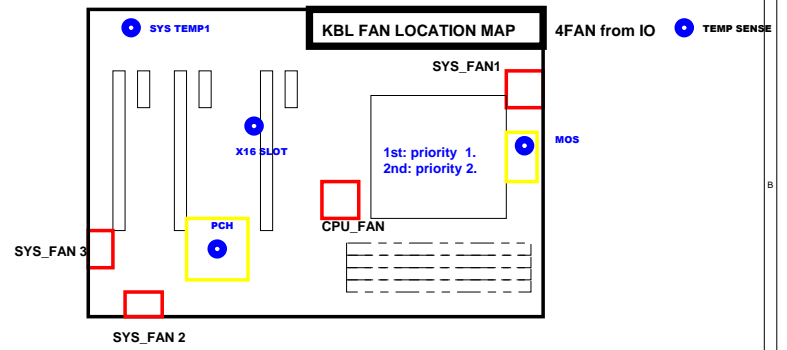 SYS TEMP1
KBL FAN LOCATION MAP
4FAN from IO
TEMP SENSE
SYS_FAN1
X16 SLOT
1st: priority 1.
2nd: priority 2.
MOS
B
PCH
CPU_FAN
SYS_FAN 3
SYS_FAN 2